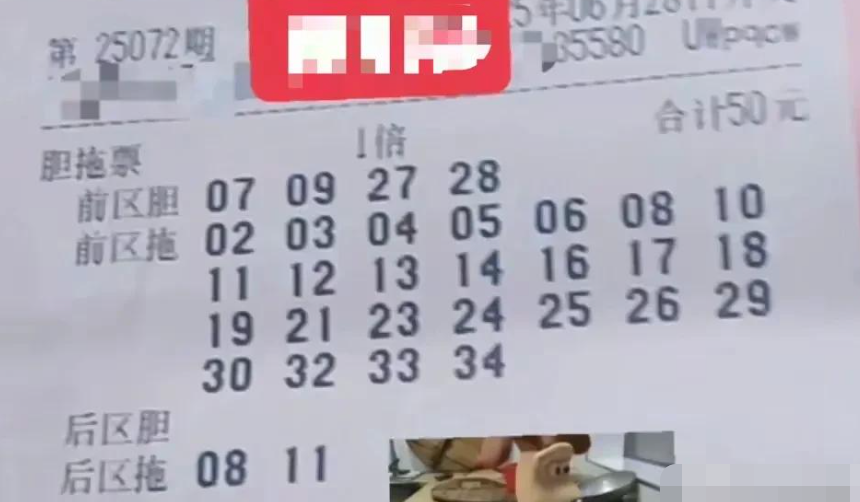 第 25072期
35580 UWpqcw
合计50元
胆拖票 1倍
前区胆 07 09 27 28
前区拖 02 03 04 05 06 08 10
11 12 13 14 16 17 18
19 21 23 24 25 26 29
30 32 33 34
后区胆
后区拖 08 11